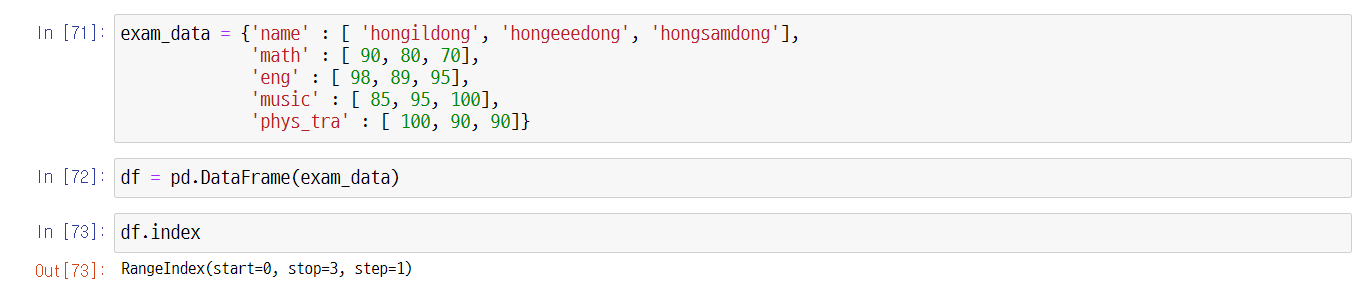 In [71]: exam_data = {'name' : [ 'hongildong', 'hongeeedong', 'hongsamdong'],
'math' : [ 90, 80, 70],
'eng' : [ 98, 89, 95],
'music' : [ 85, 95, 100],
'phys_tra' : [ 100, 90, 90]}
In [72]: df = pd.DataFrame(exam_data)
In [73]: df.index
Out[73]: RangeIndex(start=0, stop=3, step=1)